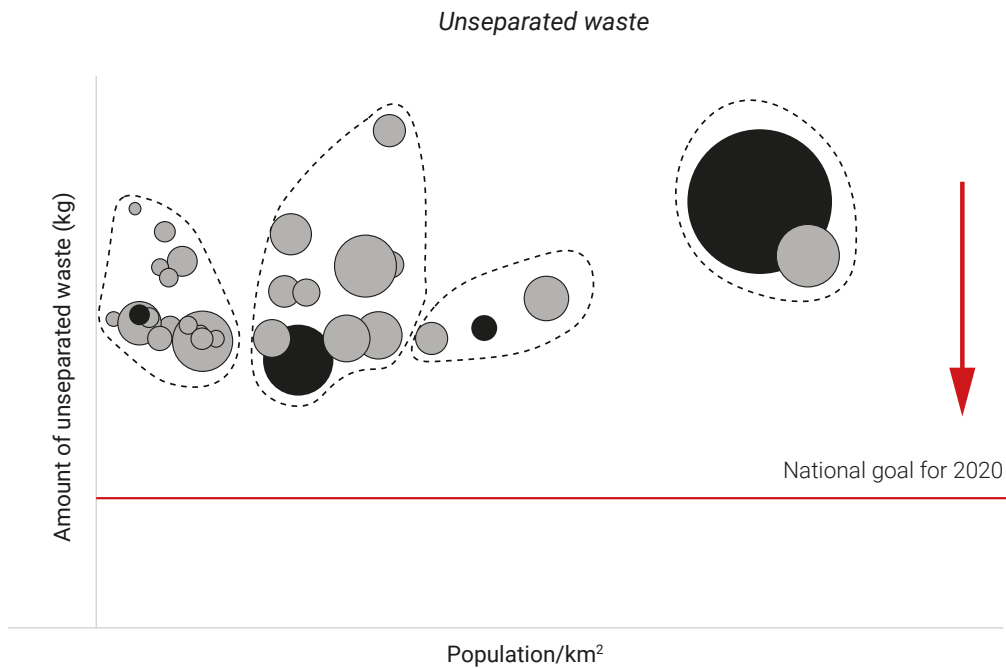 Unseparated waste
Amount of unseparated waste (kg)
National goal for 2020
Population/km²